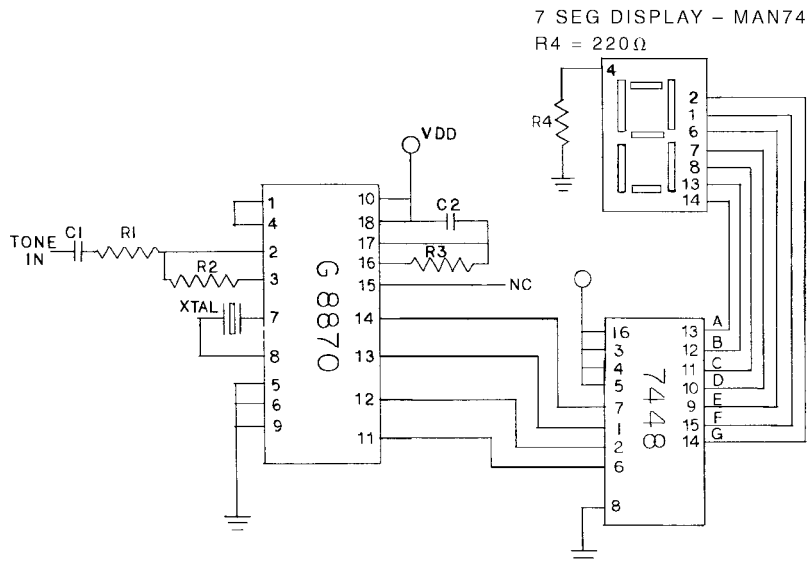 7 SEG DISPLAY – MAN74
R4 = 220Ω
4
R4
2
1
6
7
8
13
14
VDD
10
18
C2
17
16
R3
15
NC
14
13
12
11
1
4
TONE
IN
C1
R1
2
R2
3
XTAL
7
8
5
6
9
G 8870
16
3
4
5
7
1
2
6
8
7448
13
A
12
B
11
C
10
D
9
E
15
F
14
G